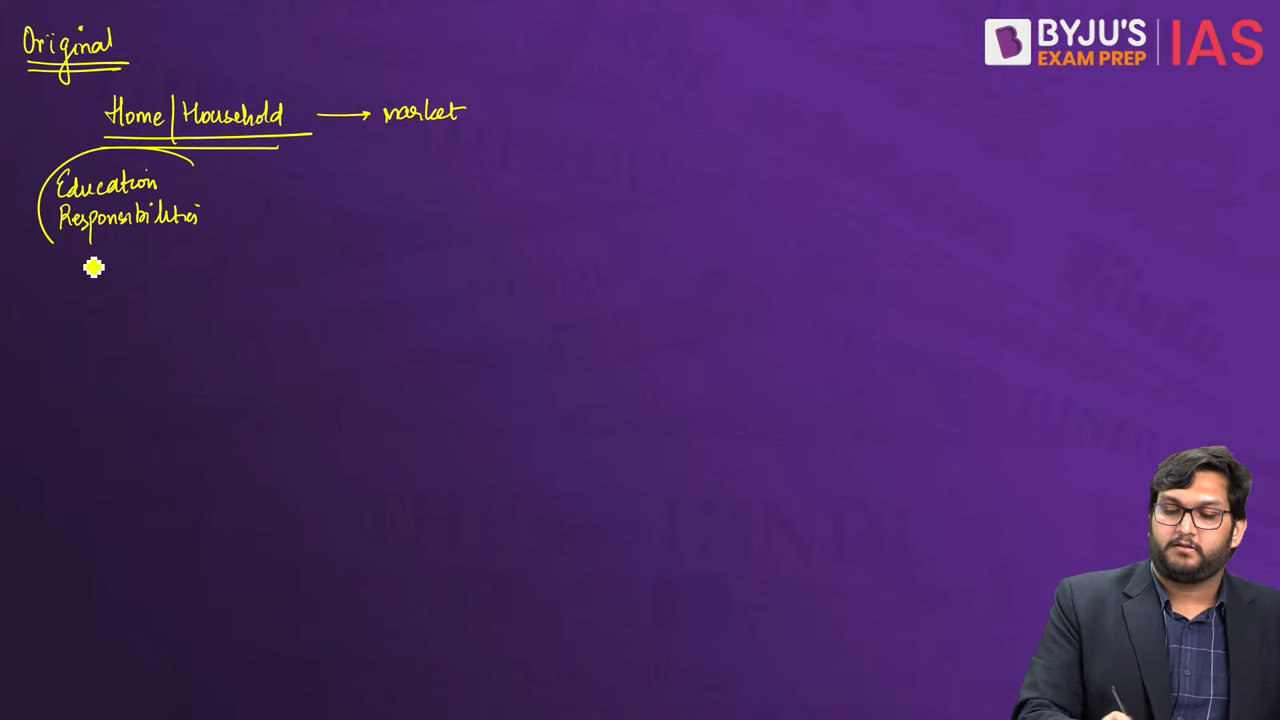 Original
BYJU'S
EXAM PREP
IAS
Home | Household → market
Education
Responsibilities